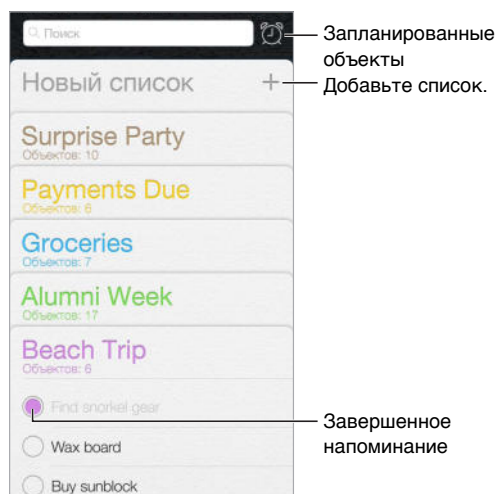 Поиск
Запланированные
объекты
Новый список
Добавьте список.
Surprise Party
Объектов: 10
Payments Due
Объектов: 6
Groceries
Объектов: 7
Alumni Week
Объектов: 17
Beach Trip
Объектов: 6
Find snorkel gear
Завершенное
напоминание
Wax board
Buy sunblock